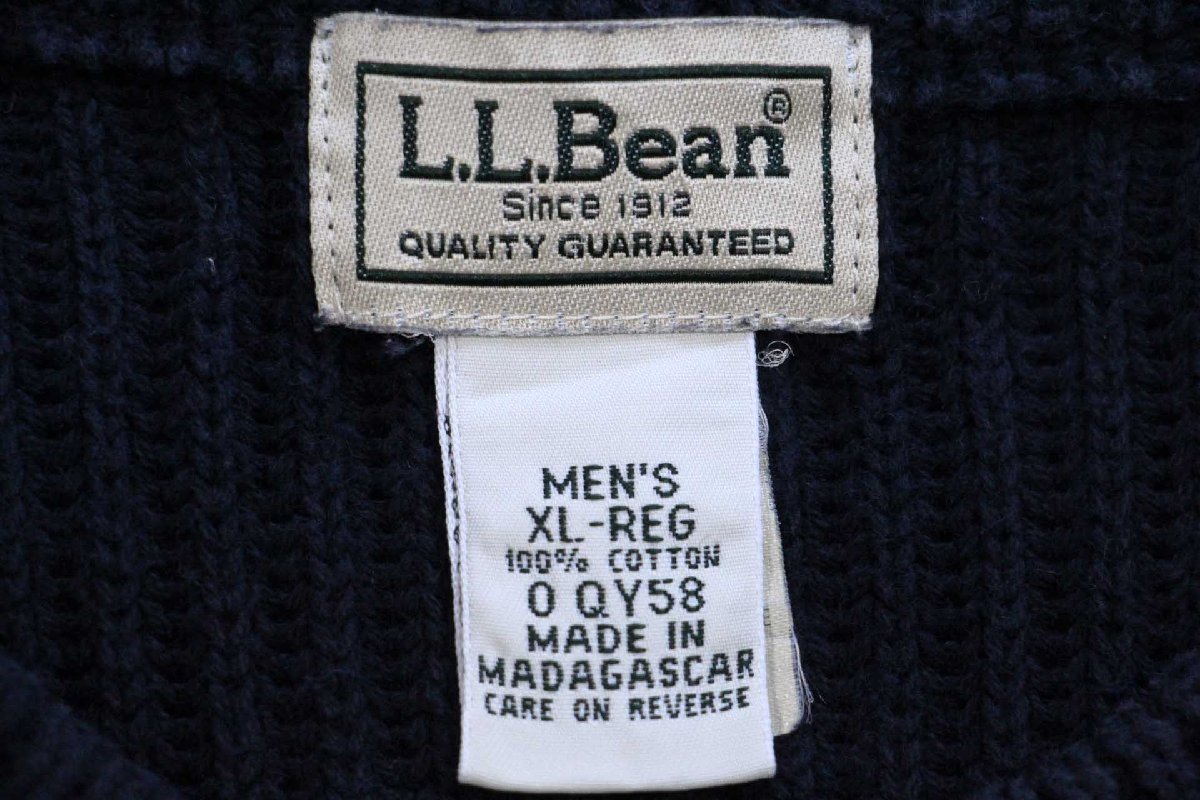 L.L.Bean®
Since 1912
QUALITY GUARANTEED
MEN'S
XL-REG
100% COTTON
0 QY58
MADE IN
MADAGASCAR
CARE ON REVERSE